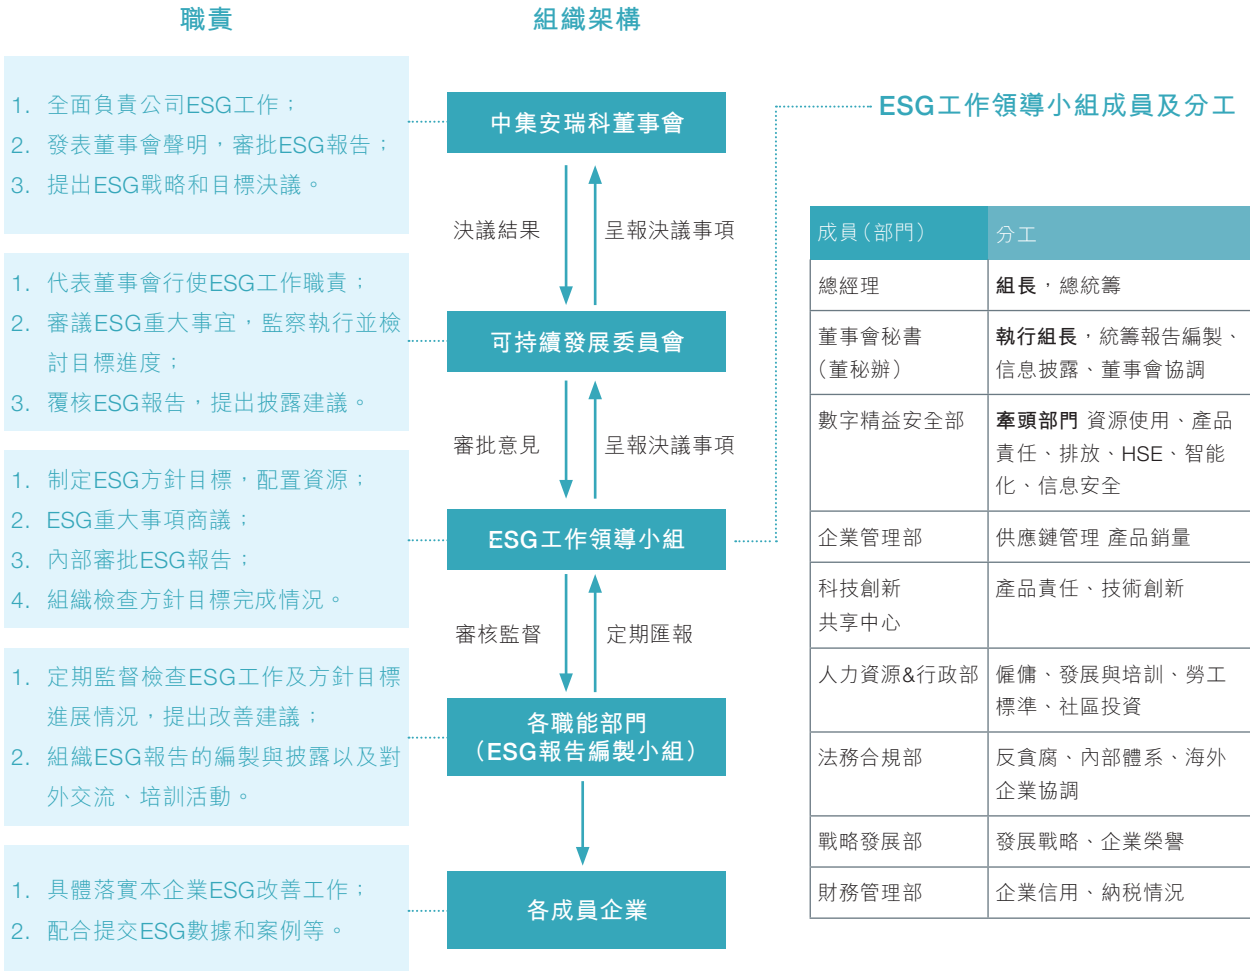 職責
1. 全面負責公司ESG工作；
2. 發表董事會聲明，審批ESG報告；
3. 提出ESG戰略和目標決議。
1. 代表董事會行使ESG工作職責；
2. 審議ESG重大事宜，監察執行並檢
討目標進度；
3. 覆核ESG報告，提出披露建議。
1. 制定ESG方針目標，配置資源；
2. ESG重大事項商議；
3. 內部審批ESG報告；
4. 組織檢查方針目標完成情況。
1. 定期監督檢查ESG工作及方針目標
進展情況，提出改善建議；
2. 組織ESG報告的編製與披露以及對
外交流、培訓活動。
1. 具體落實本企業ESG改善工作；
2. 配合提交ESG數據和案例等。
組織架構
中集安瑞科董事會
決議結果 呈報決議事項
可持續發展委員會
審批意見 呈報決議事項
ESG工作領導小組
審核監督 定期匯報
各職能部門
（ESG報告編製小組）
各成員企業
ESG工作領導小組成員及分工
成員（部門） 分工
總經理 組長，總統籌
董事會秘書 執行組長，統籌報告編製、
（董秘辦） 信息披露、董事會協調
數字精益安全部 牽頭部門 資源使用、產品
責任、排放、HSE、智能
化、信息安全
企業管理部 供應鏈管理 產品銷量
科技創新 產品責任、技術創新
共享中心
人力資源&行政部 僱傭、發展與培訓、勞工
標準、社區投資
法務合規部 反貪腐、內部體系、海外
企業協調
戰略發展部 發展戰略、企業榮譽
財務管理部 企業信用、納税情況